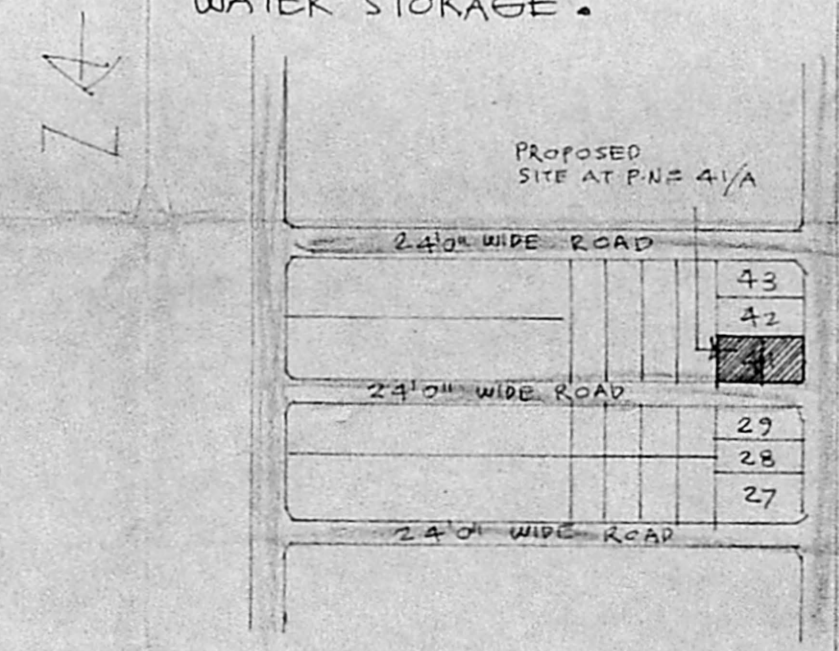 WATER STORAGE.
N
PROPOSED
SITE AT P.N= 41/A
24'0" WIDE ROAD
43
42
41
24'0" WIDE ROAD
29
28
27
24'0" WIDE ROAD